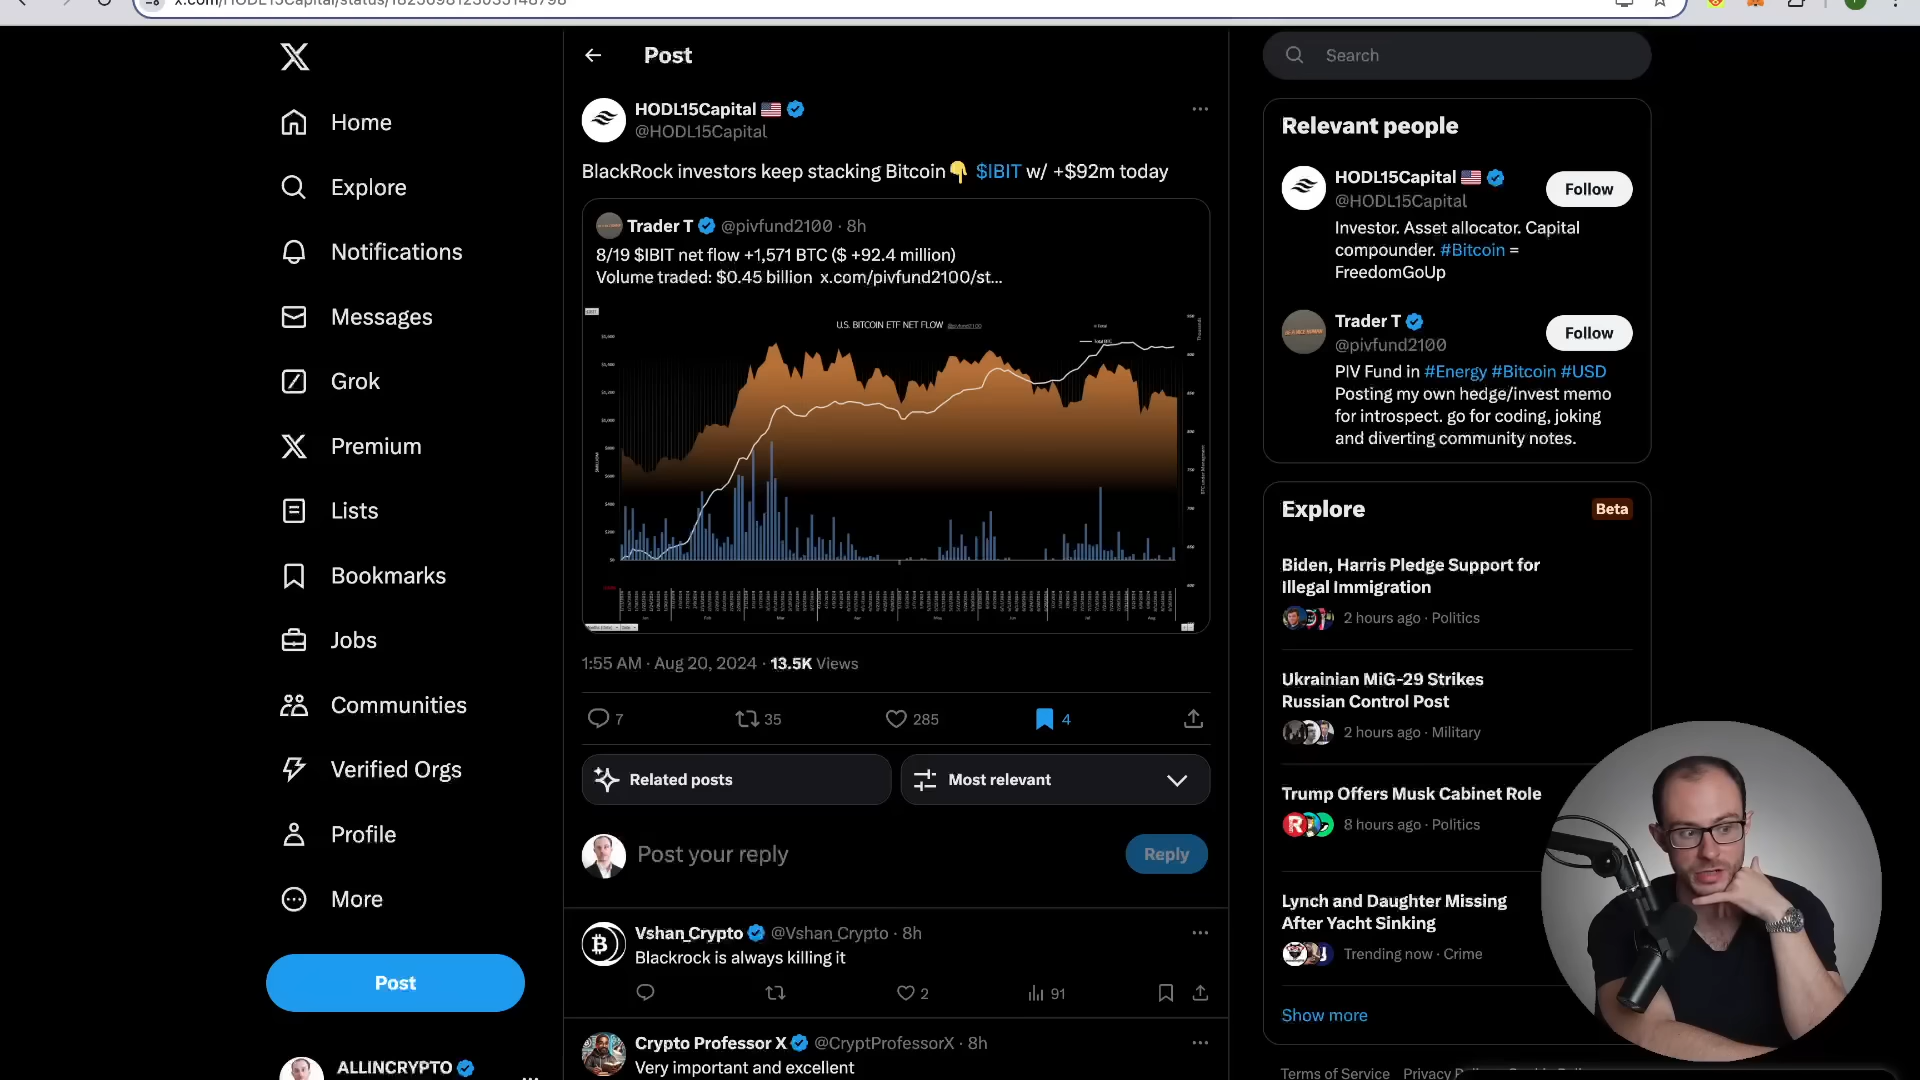 Post
Search
HODL15Capital
@HODL15Capital
BlackRock investors keep stacking Bitcoin👇 $IBIT w/ +$92m today
Trader T @pivfund2100 · 8h
8/19 $IBIT net flow +1,571 BTC ($ +92.4 million)
Volume traded: $0.45 billion x.com/pivfund2100/st...
U.S. BITCOIN ETF NET FLOW @pivfund2100
1:55 AM · Aug 20, 2024 · 13.5K Views
7
35
285
4
Related posts
Most relevant
Post your reply
Reply
Vshan_Crypto @Vshan_Crypto · 8h
Blackrock is always killing it
2
91
Crypto Professor X @CryptProfessorX · 8h
Very important and excellent
Home
Explore
Notifications
Messages
Grok
Premium
Lists
Jobs
Bookmarks
Communities
Verified Orgs
Profile
More
Post
ALLINCRYPTO
Relevant people
HODL15Capital
@HODL15Capital
Follow
Investor. Asset allocator. Capital
compounder. #Bitcoin =
FreedomGoUp
Trader T
@pivfund2100
Follow
PIV Fund in #Energy #Bitcoin #USD
Posting my own hedge/invest memo
for introspect. go for coding, joking
and diverting community notes.
Explore
Beta
Biden, Harris Pledge Support for
Illegal Immigration
2 hours ago · Politics
Ukrainian MiG-29 Strikes
Russian Control Post
2 hours ago · Military
Trump Offers Musk Cabinet Role
8 hours ago · Politics
Lynch and Daughter Missing
After Yacht Sinking
Trending now · Crime
Show more
Terms of Service Privacy